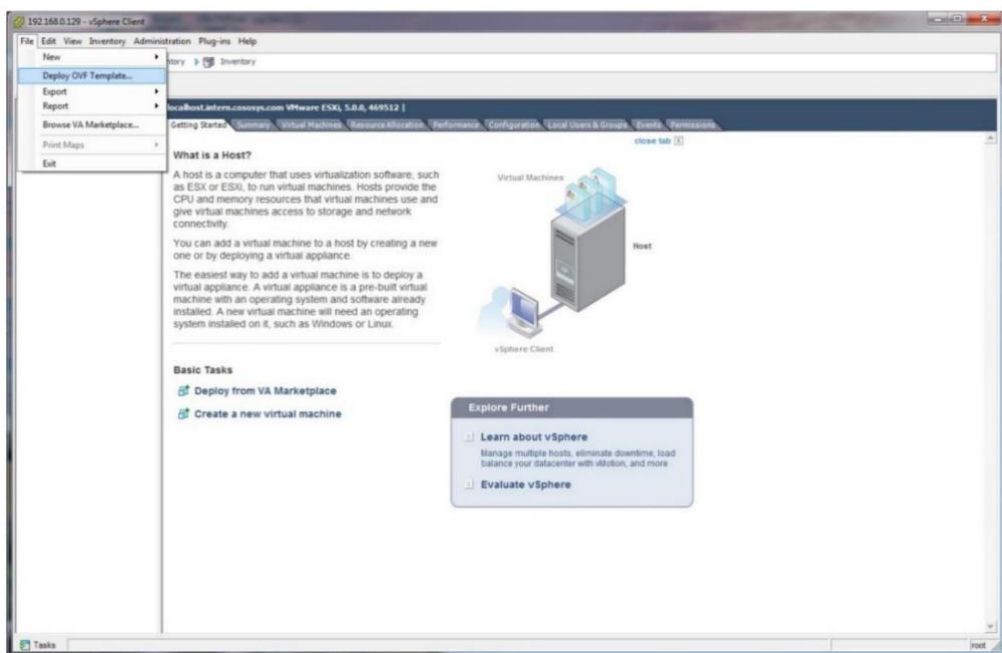 192.168.0.129 - vSphere Client
File Edit View Inventory Administration Plug-ins Help
New
Inventory
Deploy OVF Template...
Export
Report
localhost.intern.cososys.com VMware ESXi, 5.0.0, 469512 |
Browse VA Marketplace...
Getting Started Summary Virtual Machines Resource Allocation Performance Configuration Local Users & Groups Events Permissions
Print Maps
close tab
Exit
What is a Host?
A host is a computer that uses virtualization software, such
as ESX or ESXi, to run virtual machines. Hosts provide the
CPU and memory resources that virtual machines use and
give virtual machines access to storage and network
connectivity.
You can add a virtual machine to a host by creating a new
one or by deploying a virtual appliance.
The easiest way to add a virtual machine is to deploy a
virtual appliance. A virtual appliance is a pre-built virtual
machine with an operating system and software already
installed. A new virtual machine will need an operating
system installed on it, such as Windows or Linux.
Virtual Machines
Host
vSphere Client
Basic Tasks
Deploy from VA Marketplace
Create a new virtual machine
Explore Further
Learn about vSphere
Manage multiple hosts, eliminate downtime, load
balance your datacenter with vMotion, and more
Evaluate vSphere
Tasks
root